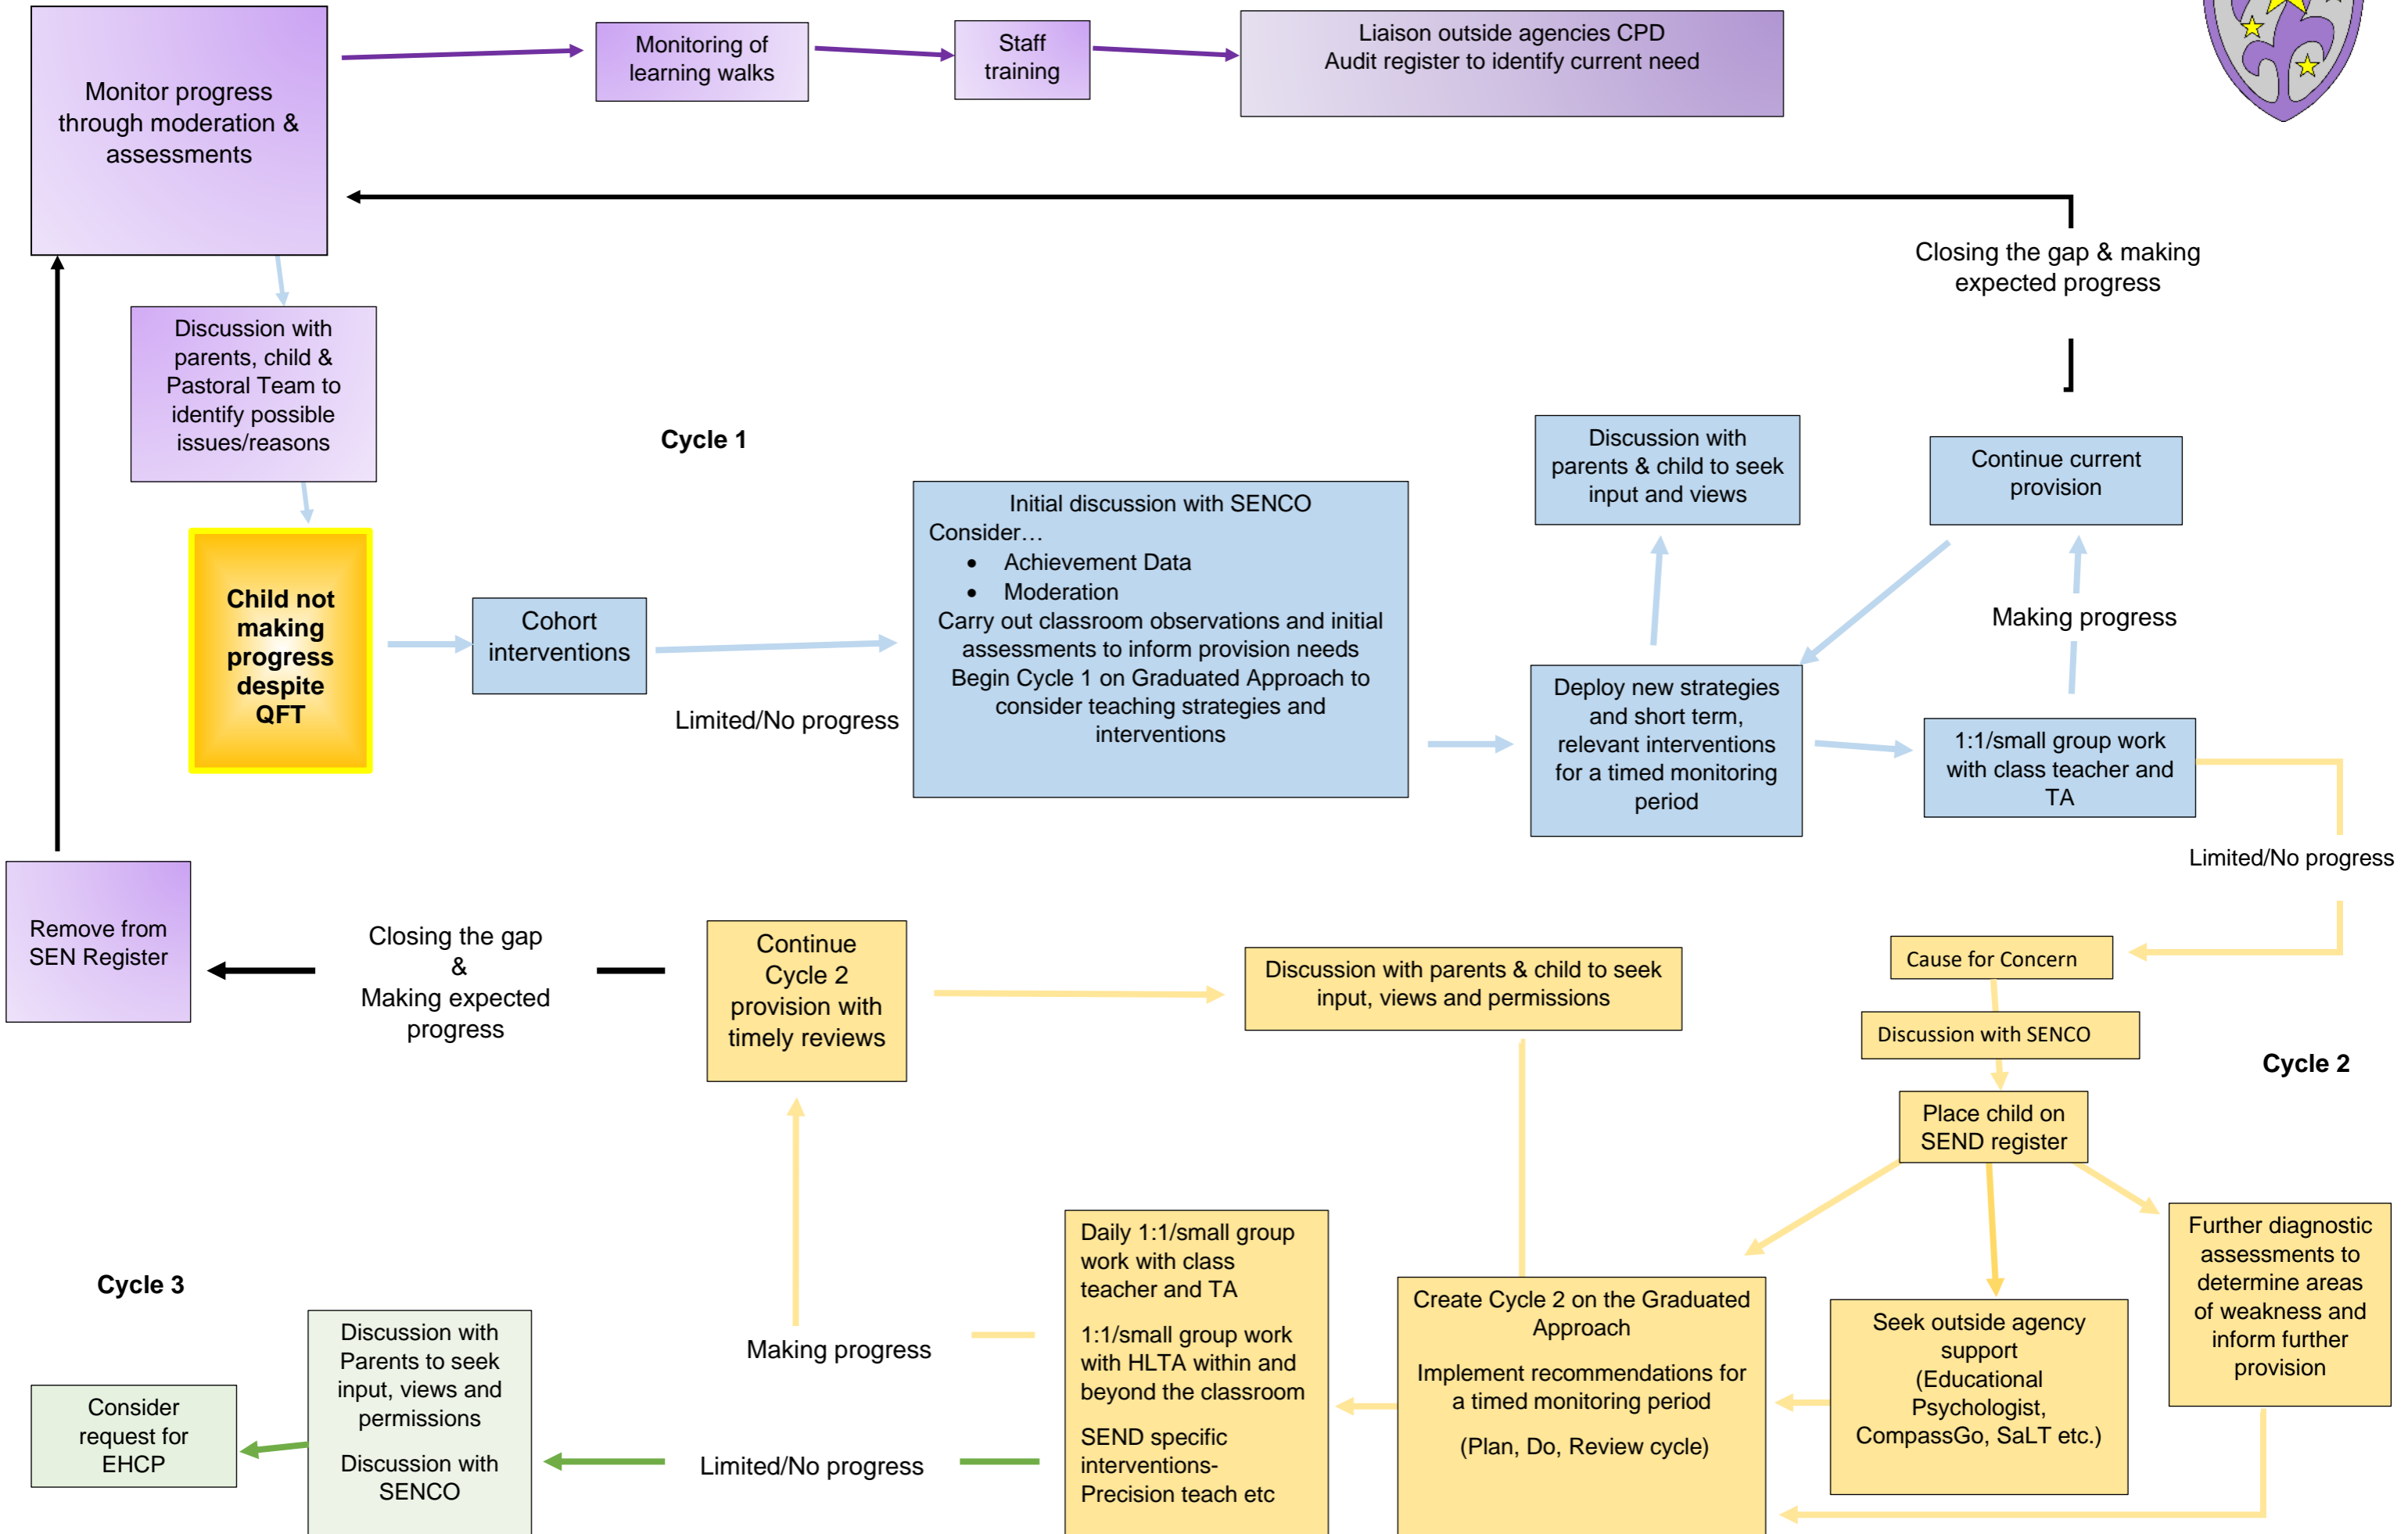 Monitor progress
through moderation &
assessments
Monitoring of
learning walks
Staff
training
Liaison outside agencies CPD
Audit register to identify current need
Closing the gap & making
expected progress
Discussion with
parents, child &
Pastoral Team to
identify possible
issues/reasons
Cycle 1
Child not
making
progress
despite
QFT
Cohort
interventions
Limited/No progress
Initial discussion with SENCO
Consider…
• Achievement Data
• Moderation
Carry out classroom observations and initial
assessments to inform provision needs
Begin Cycle 1 on Graduated Approach to
consider teaching strategies and
interventions
Discussion with
parents & child to seek
input and views
Continue current
provision
Making progress
Deploy new strategies
and short term,
relevant interventions
for a timed monitoring
period
1:1/small group work
with class teacher and
TA
Limited/No progress
Remove from
SEN Register
Closing the gap
&
Making expected
progress
Continue
Cycle 2
provision with
timely reviews
Discussion with parents & child to seek
input, views and permissions
Cause for Concern
Discussion with SENCO
Cycle 2
Place child on
SEND register
Further diagnostic
assessments to
determine areas
of weakness and
inform further
provision
Seek outside agency
support
(Educational
Psychologist,
CompassGo, SaLT etc.)
Create Cycle 2 on the Graduated
Approach
Implement recommendations for
a timed monitoring period
(Plan, Do, Review cycle)
Daily 1:1/small group
work with class
teacher and TA
1:1/small group work
with HLTA within and
beyond the classroom
SEND specific
interventions-
Precision teach etc
Making progress
Limited/No progress
Cycle 3
Discussion with
Parents to seek
input, views and
permissions
Discussion with
SENCO
Consider
request for
EHCP